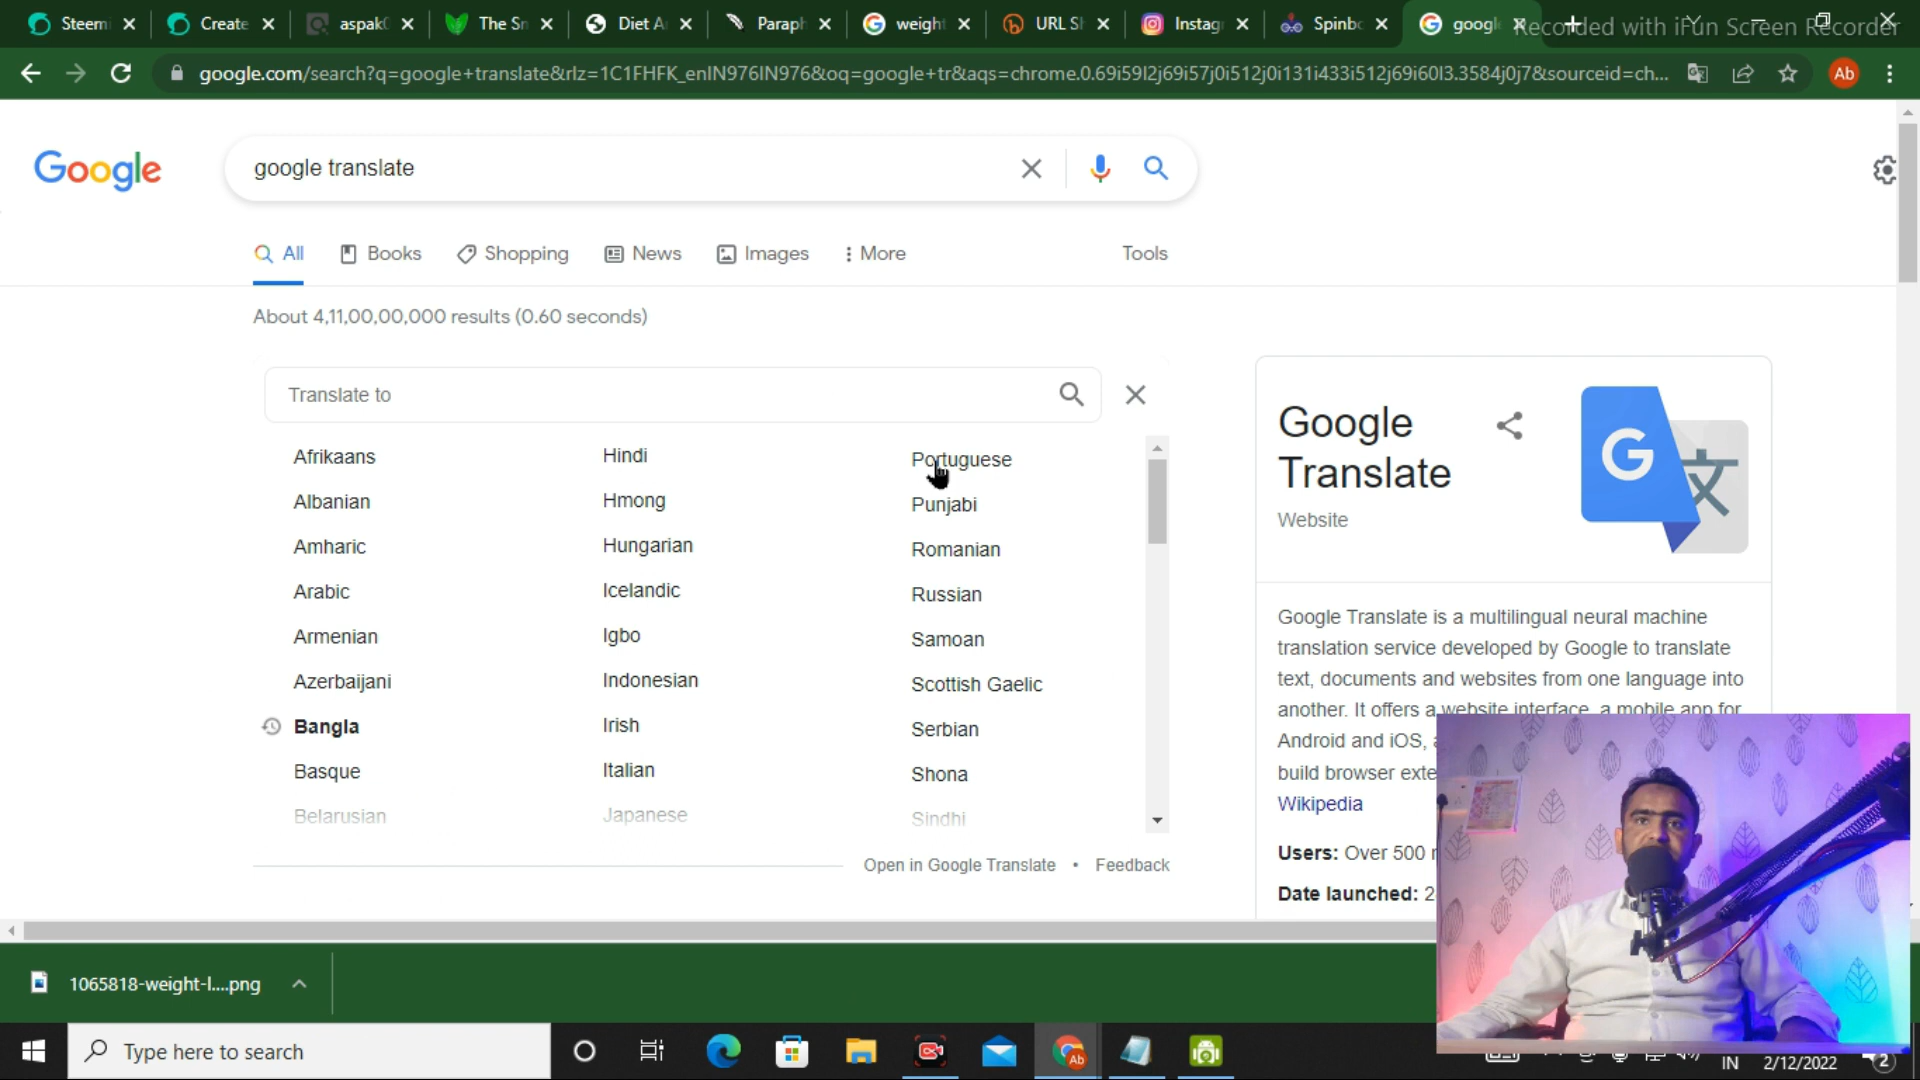 Steemi
Create
aspak
The Sn
Diet A
Paraph
weight
URL Sh
Instagr
Spinbo
googl
Recorded with iFun Screen Recorder
google.com/search?q=google+translate&rlz=1C1FHFK_enIN976IN976&oq=google+tr&aqs=chrome.0.69i59l2j69i57j0i512j0i131i433i512j69i60l3.3584j0j7&sourceid=ch...
Ab
Google
google translate
All
Books
Shopping
News
Images
More
Tools
About 4,11,00,00,000 results (0.60 seconds)
Translate to
Afrikaans
Albanian
Amharic
Arabic
Armenian
Azerbaijani
Bangla
Basque
Belarusian
Hindi
Hmong
Hungarian
Icelandic
Igbo
Indonesian
Irish
Italian
Japanese
Portuguese
Punjabi
Romanian
Russian
Samoan
Scottish Gaelic
Serbian
Shona
Sindhi
Open in Google Translate • Feedback
Google
Translate
Website
G 文
Google Translate is a multilingual neural machine
translation service developed by Google to translate
text, documents and websites from one language into
another. It offers a website interface, a mobile app for
Android and iOS,
build browser exte
Wikipedia
Users: Over 500
Date launched: 2
1065818-weight-l....png
Type here to search
Ab
IN
2/12/2022
2